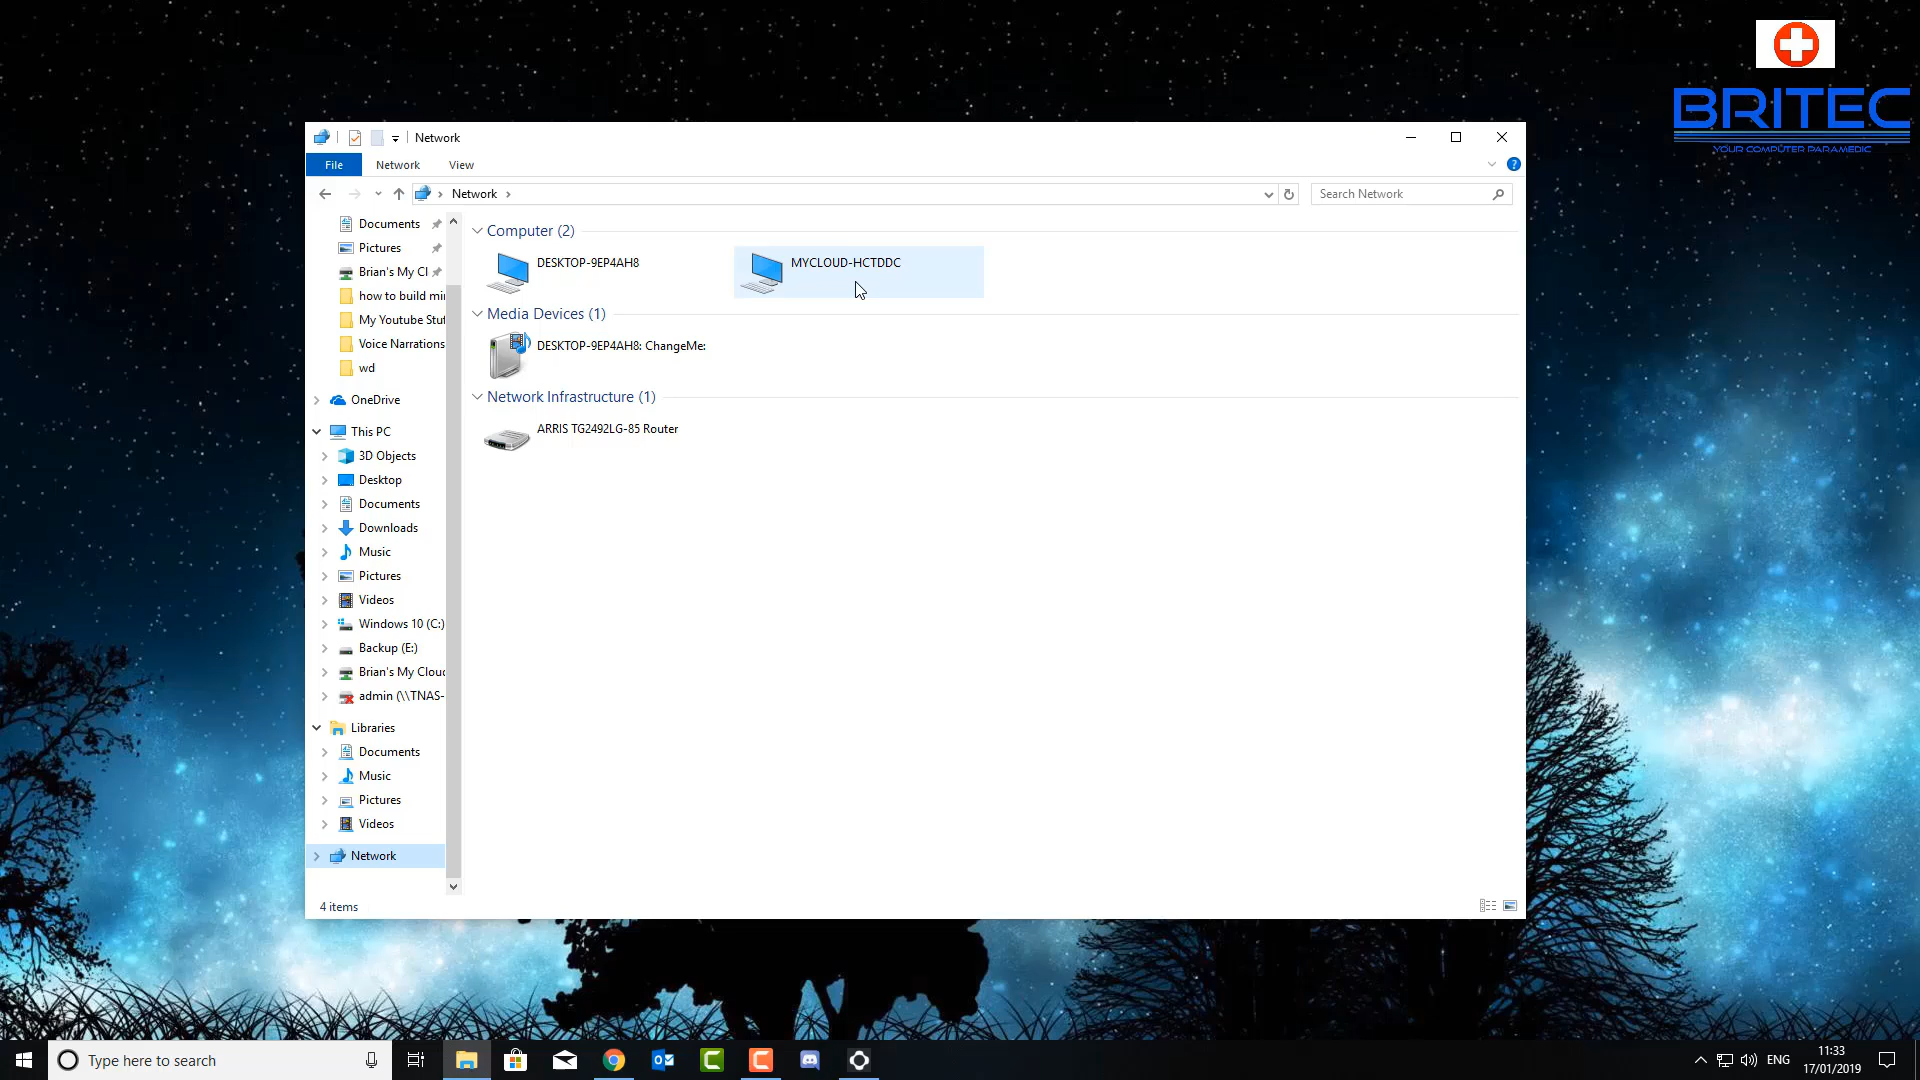 BRITEC
YOUR COMPUTER PARAMEDIC
Network
File
Network
View
Network
Search Network
Documents
Pictures
Brian's My Cl
how to build mi
My Youtube Stuf
Voice Narrations
wd
OneDrive
This PC
3D Objects
Desktop
Documents
Downloads
Music
Pictures
Videos
Windows 10 (C:)
Backup (E:)
Brian's My Cloud
admin (\\TNAS-
Libraries
Documents
Music
Pictures
Videos
Network
Computer (2)
DESKTOP-9EP4AH8
MYCLOUD-HCTDDC
Media Devices (1)
DESKTOP-9EP4AH8: ChangeMe:
Network Infrastructure (1)
ARRIS TG2492LG-85 Router
4 items
Type here to search
ENG
11:33
17/01/2019